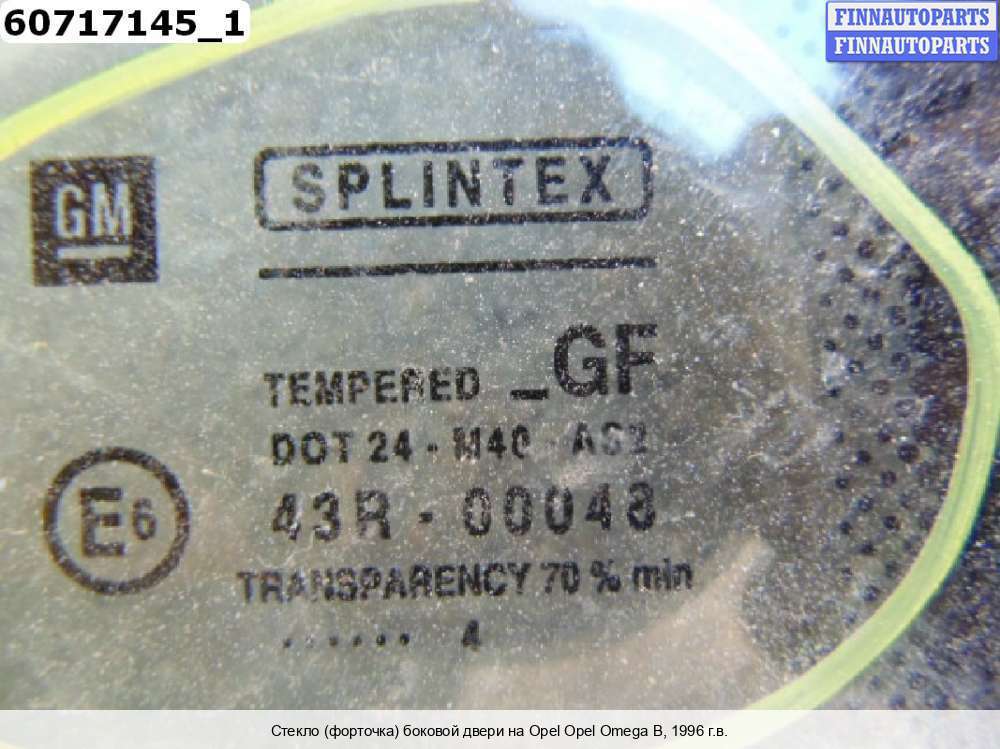 60717145_1
FINNAUTOPARTS
FINNAUTOPARTS
GM
SPLINTEX
TEMPERED _GF
DOT 24 - M40 - AS2
E6
43R - 00048
TRANSPARENCY 70 % min
...... 4
Стекло (форточка) боковой двери на Opel Opel Omega B, 1996 г.в.